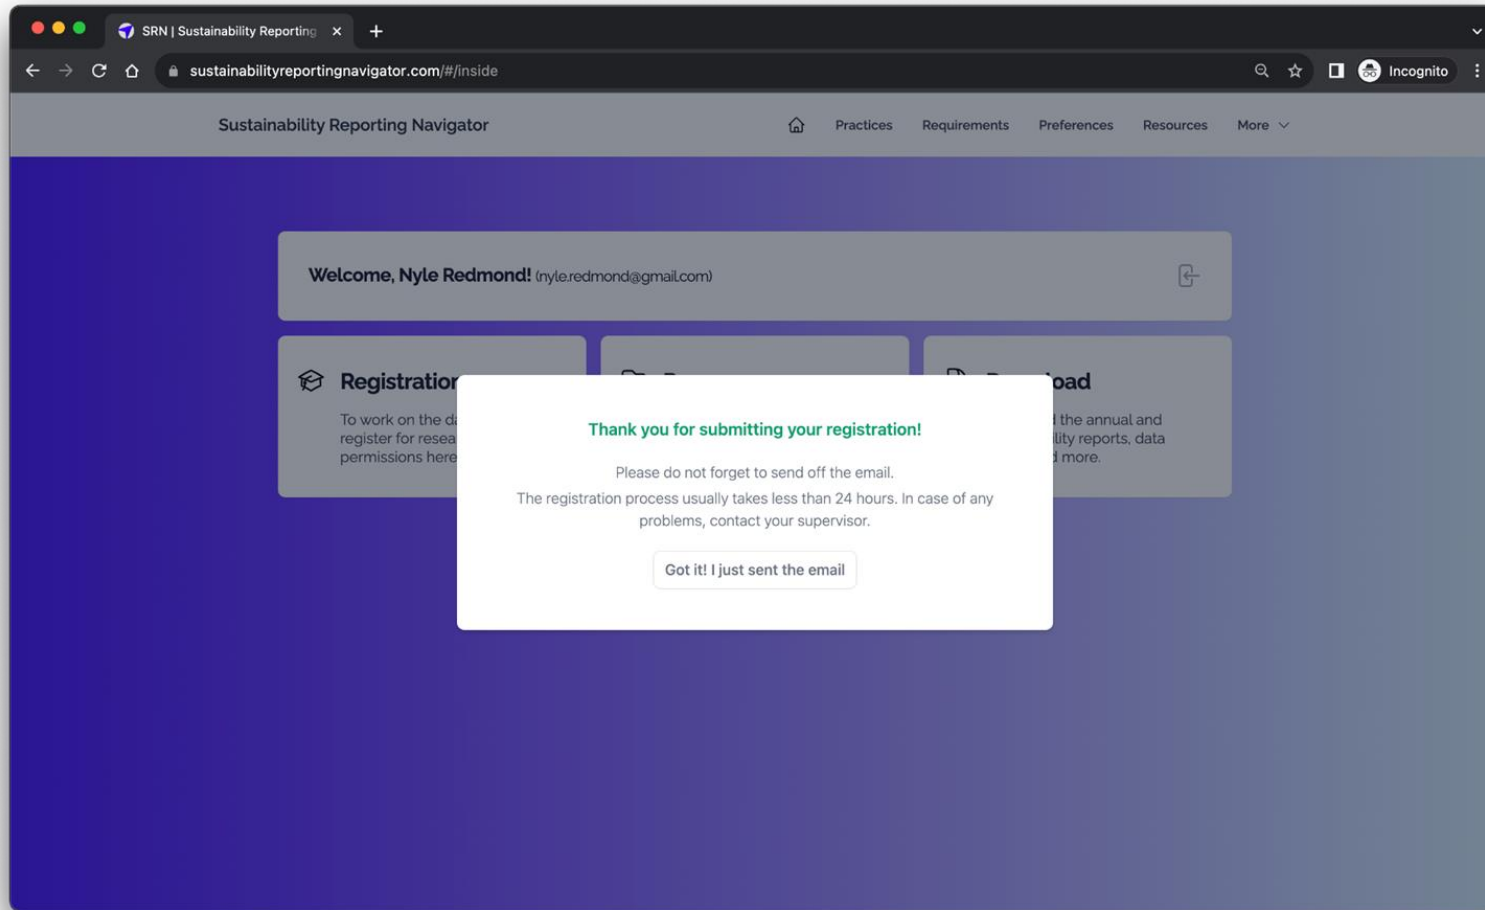 SRN | Sustainability Reporting
sustainabilityreportingnavigator.com/#/inside
Incognito
Sustainability Reporting Navigator
Practices Requirements Preferences Resources More
Welcome, Nyle Redmond! (nyle.redmond@gmail.com)
Registration
To work on the
register for
permissions here
the annual and
reports, data
more.
Thank you for submitting your registration!
Please do not forget to send off the email.
The registration process usually takes less than 24 hours. In case of any
problems, contact your supervisor.
Got it! I just sent the email